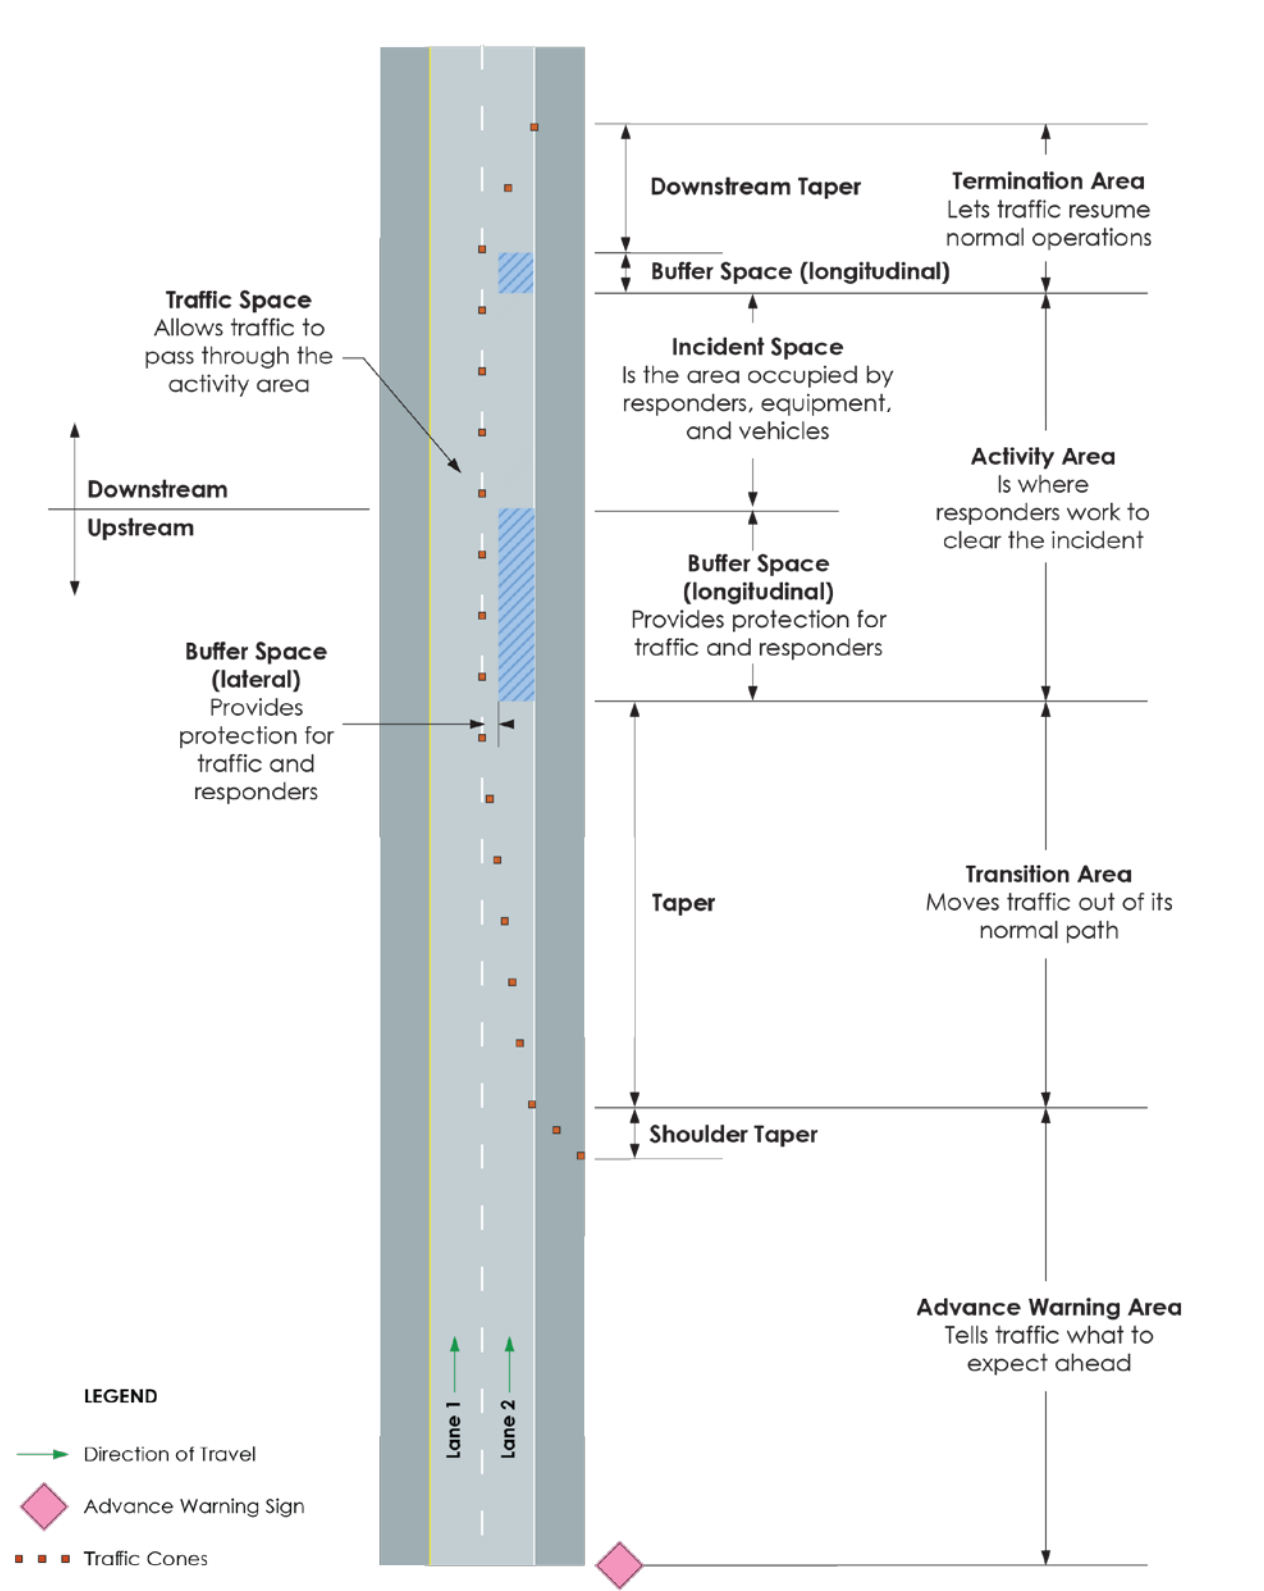 Downstream Taper
Termination Area
Lets traffic resume
normal operations
Buffer Space (longitudinal)
Traffic Space
Allows traffic to
pass through the
activity area
Incident Space
Is the area occupied by
responders, equipment,
and vehicles
Downstream
Upstream
Activity Area
Is where
responders work to
clear the incident
Buffer Space
(longitudinal)
Provides protection for
traffic and responders
Buffer Space
(lateral)
Provides
protection for
traffic and
responders
Taper
Transition Area
Moves traffic out of its
normal path
Shoulder Taper
Advance Warning Area
Tells traffic what to
expect ahead
Lane 1
Lane 2
LEGEND
Direction of Travel
Advance Warning Sign
Traffic Cones